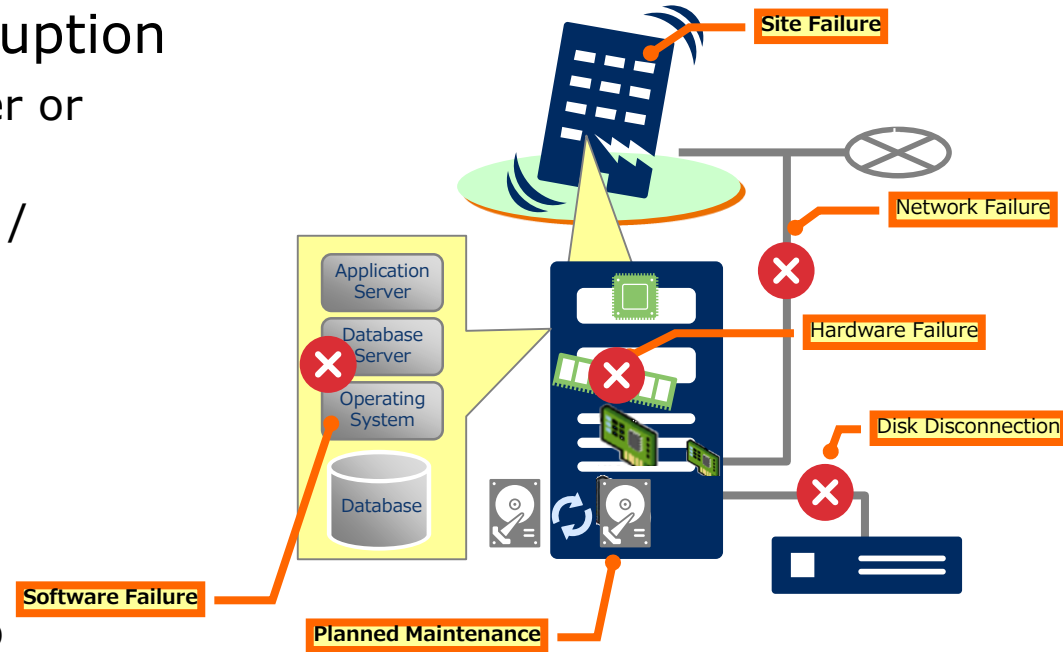 uption
er or
/
Site Failure
Network Failure
Application
Server
Database
Server
Operating
System
Database
Hardware Failure
Disk Disconnection
Software Failure
Planned Maintenance